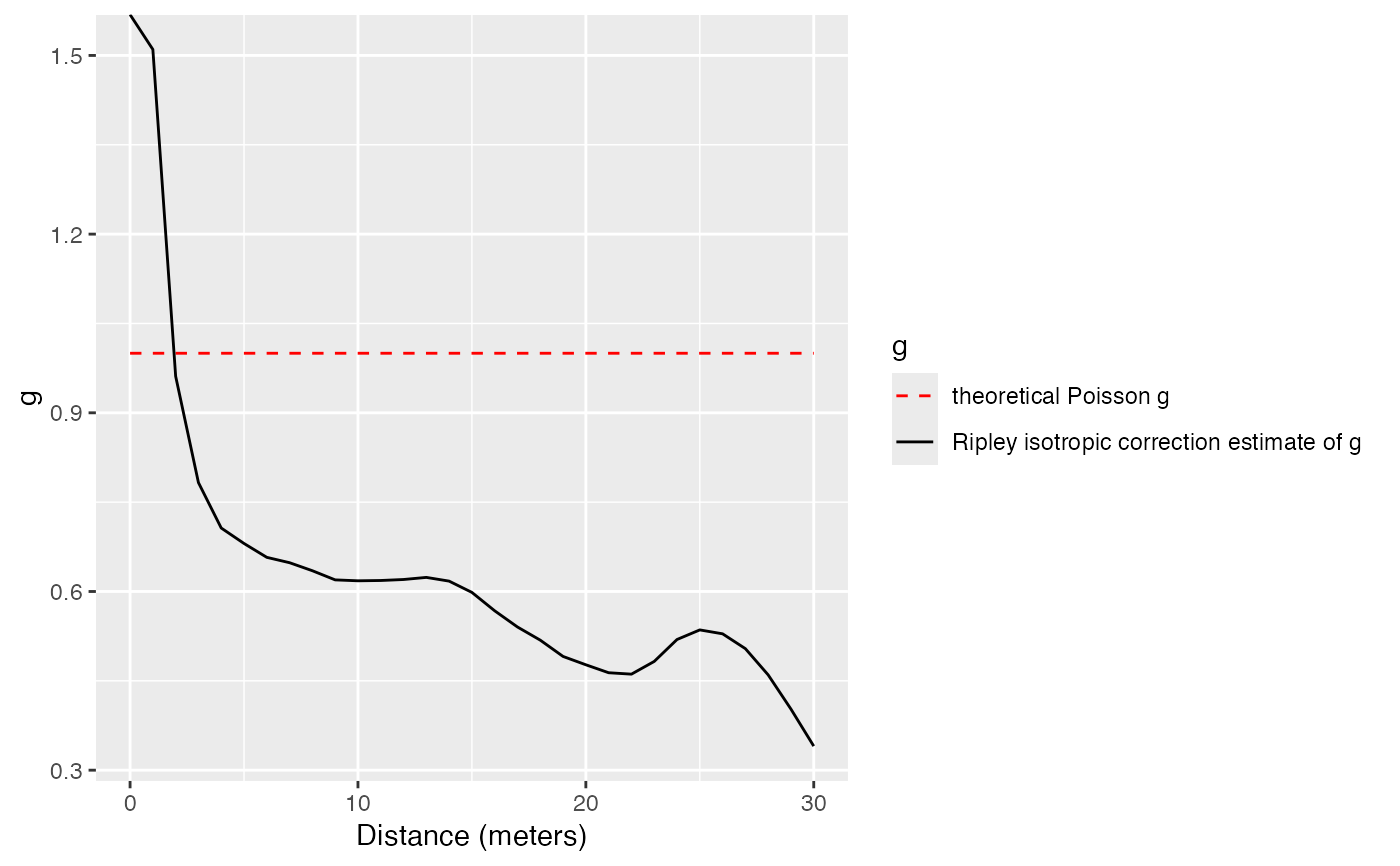 1.5
1.2
0.9
0.6
0.3
g
0 10 20 30
Distance (meters)
g
theoretical Poisson g
Ripley isotropic correction estimate of g